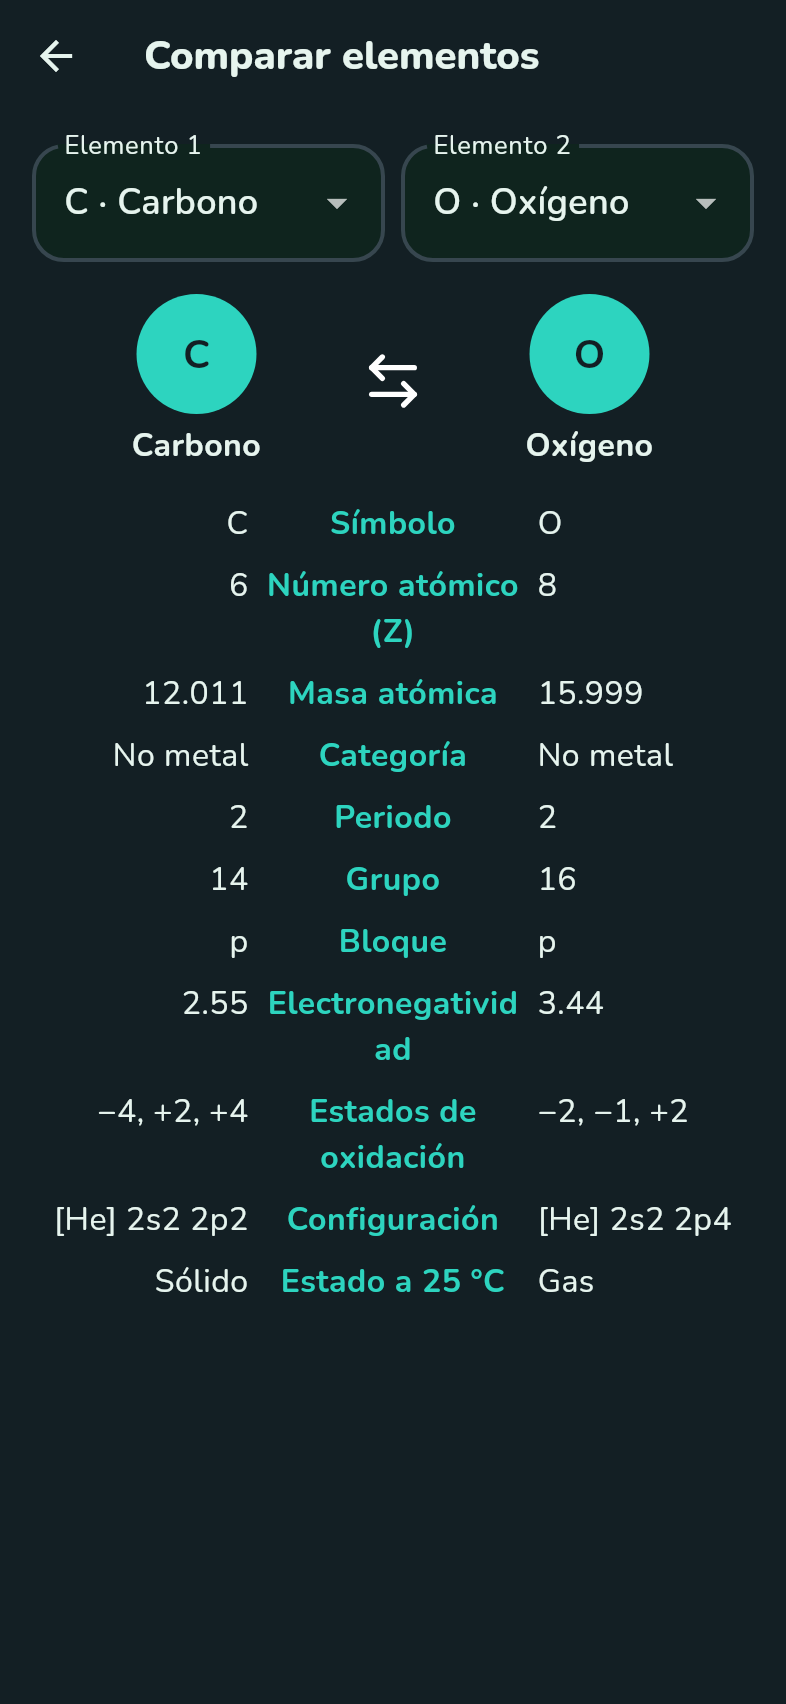 Comparar elementos
Elemento 1
Elemento 2
C · Carbono
O · Oxígeno
C
O
Carbono
Oxígeno
C Símbolo O
6 Número atómico 8
(Z)
12.011 Masa atómica 15.999
No metal Categoría No metal
2 Periodo 2
14 Grupo 16
p Bloque p
2.55 Electronegativid 3.44
ad
−4, +2, +4 Estados de −2, −1, +2
oxidación
[He] 2s2 2p2 Configuración [He] 2s2 2p4
Sólido Estado a 25 °C Gas